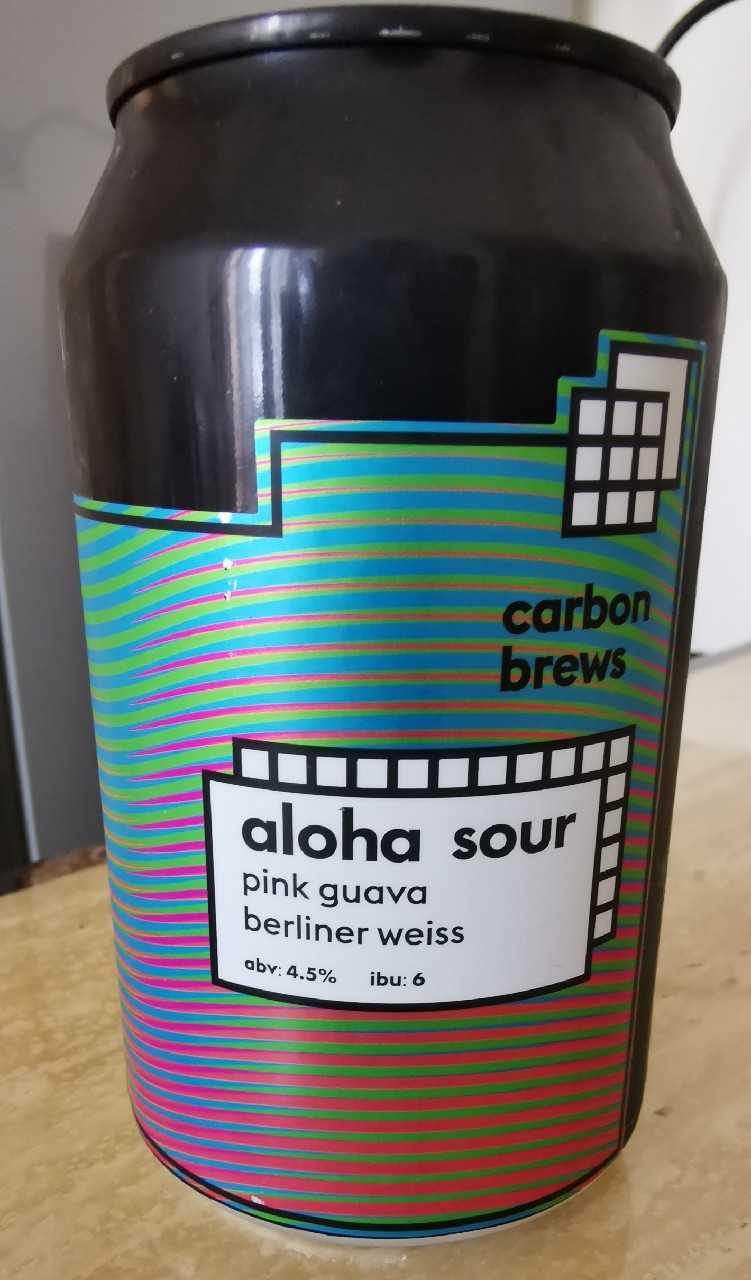 carbon
brews
aloha sour
pink guava
berliner weiss
abv: 4.5% ibu: 6